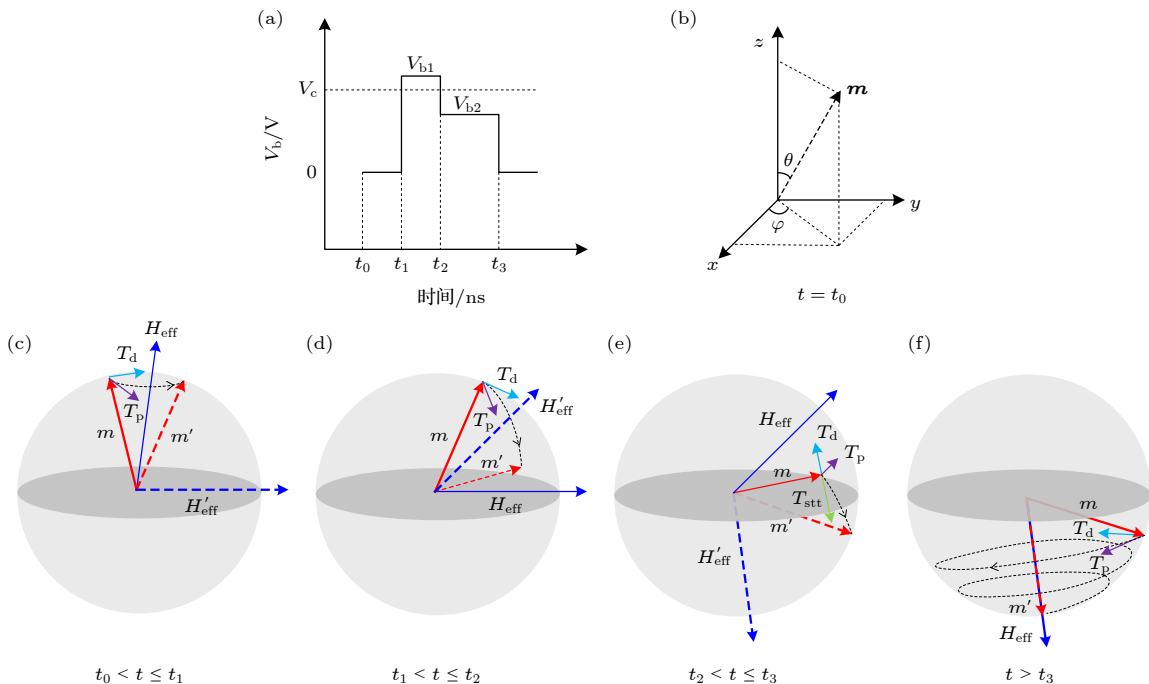 (a)
V_b1
V_c
V_b2
V_b/V
0
t_0 t_1 t_2 t_3
时间/ns
(b)
z
m
θ
y
φ
x
t = t_0
(c)
H_eff
T_d
T_p
m
m′
H′_eff
t_0 < t ≤ t_1
(d)
T_d
H′_eff
T_p
m
m′
H_eff
t_1 < t ≤ t_2
(e)
H_eff
T_d
T_p
m
T_stt
m′
H′_eff
t_2 < t ≤ t_3
(f)
m
T_d
T_p
m′
H_eff
t > t_3